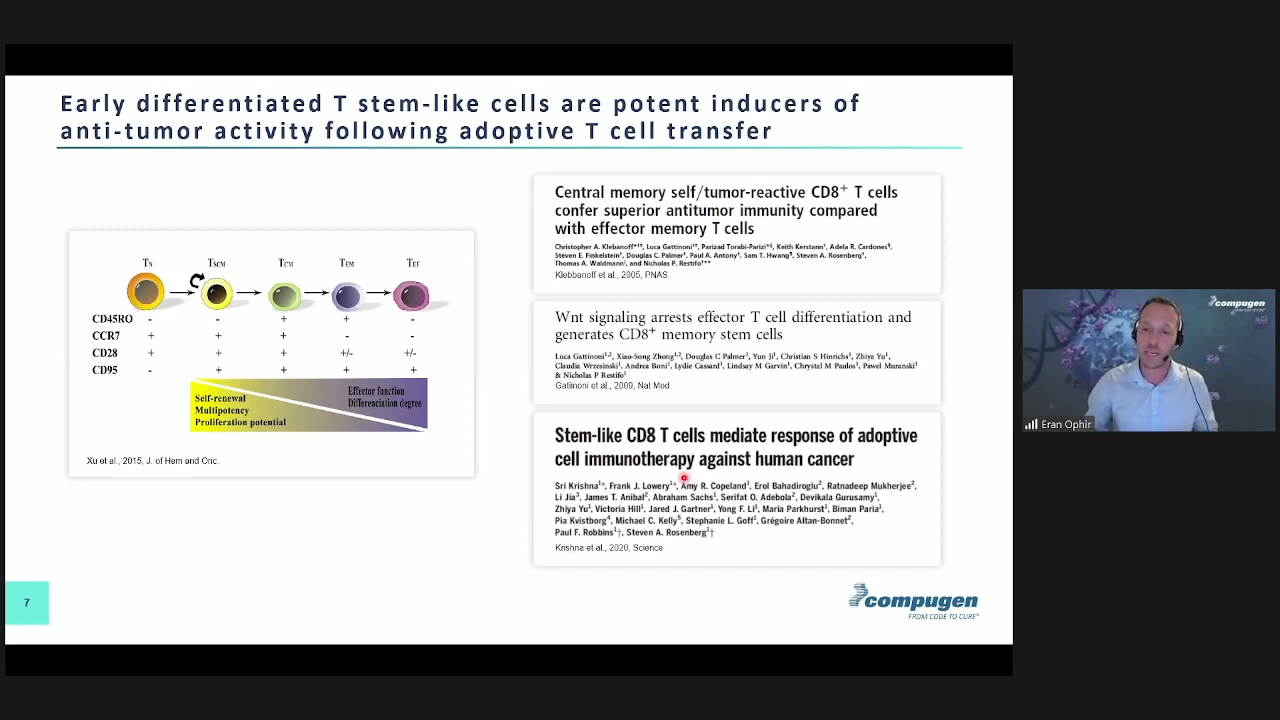 Early differentiated T stem-like cells are potent inducers of
anti-tumor activity following adoptive T cell transfer
TN TSCM TCM TEM TEF
CD45RO - - + + -
CCR7 + + + - -
CD28 + + + +/- +/-
CD95 - + + + +
Self-renewal
Multipotency
Proliferation potential
Effector function
Differenciation degree
Xu et al., 2015, J. of Hem and Onc.
Central memory self/tumor-reactive CD8+ T cells
confer superior antitumor immunity compared
with effector memory T cells
Christopher A. Klebanoff*†‡, Luca Gattinoni*†, Parizad Torabi-Parizi*§, Keith Kerstann†, Adela R. Cardones¶,
Steven E. Finkelstein†, Douglas C. Palmer†, Paul A. Antony†, Sam T. Hwang¶, Steven A. Rosenberg†,
Thomas A. Waldmann, and Nicholas P. Restifo†**
Klebbanoff et al., 2005, PNAS.
Wnt signaling arrests effector T cell differentiation and
generates CD8+ memory stem cells
Luca Gattinoni1,2, Xiao-Song Zhong1,2, Douglas C Palmer1, Yun Ji1, Christian S Hinrichs1, Zhiya Yu1,
Claudia Wrzesinski1, Andrea Boni1, Lydie Cassard1, Lindsay M Garvin1, Chrystal M Paulos1, Pawel Muranski1
& Nicholas P Restifo1
Gatiinoni et al., 2009, Nat Med
Stem-like CD8 T cells mediate response of adoptive
cell immunotherapy against human cancer
Sri Krishna1*, Frank J. Lowery1*, Amy R. Copeland1, Erol Bahadiroglu2, Ratnadeep Mukherjee2,
Li Jia3, James T. Anibal2, Abraham Sachs1, Serifat O. Adebola2, Devikala Gurusamy1,
Zhiya Yu1, Victoria Hill1, Jared J. Gartner1, Yong F. Li1, Maria Parkhurst1, Biman Paria1,
Pia Kvistborg4, Michael C. Kelly5, Stephanie L. Goff1, Grégoire Altan-Bonnet2,
Paul F. Robbins1†, Steven A. Rosenberg1†
Krishna et al., 2020, Science
7
compugen
FROM CODE TO CURE®
compugen
Eran Ophir